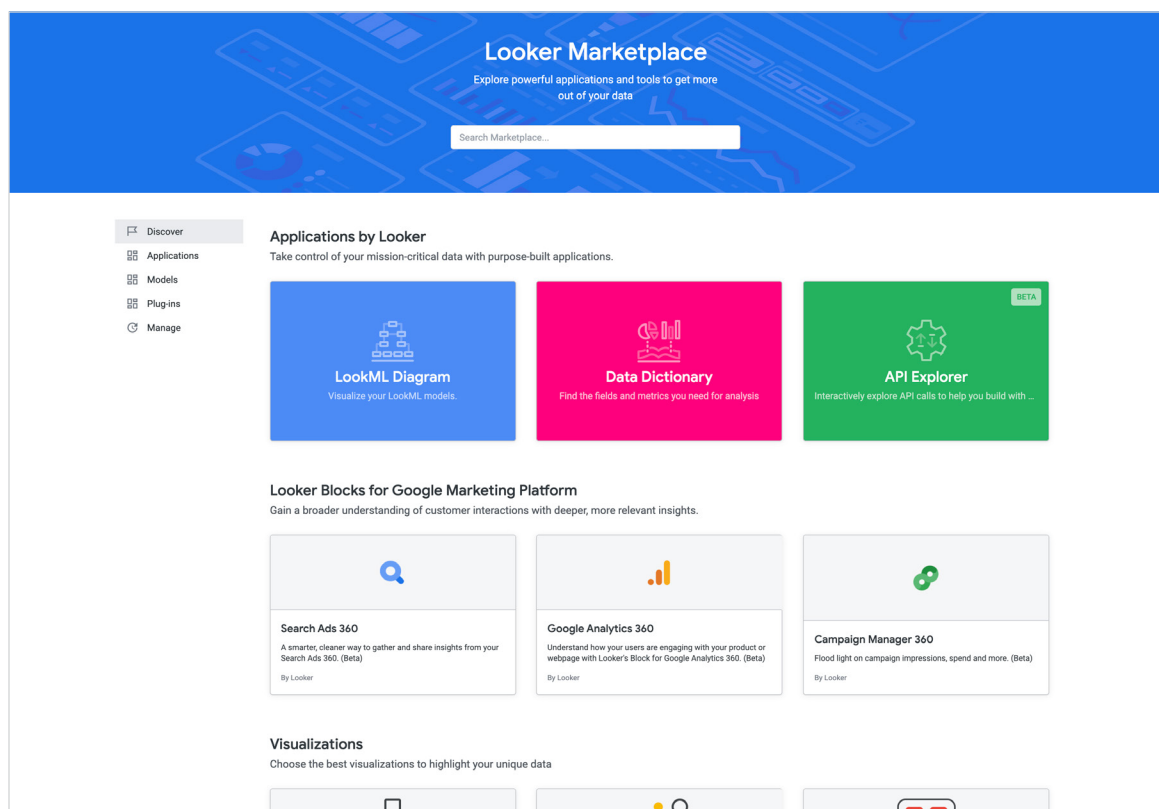 Looker Marketplace
Explore powerful applications and tools to get more
out of your data
Search Marketplace...
Discover
Applications
Models
Plug-ins
Manage
Applications by Looker
Take control of your mission-critical data with purpose-built applications.
LookML Diagram
Visualize your LookML models.
Data Dictionary
Find the fields and metrics you need for analysis
BETA
API Explorer
Interactively explore API calls to help you build with ...
Looker Blocks for Google Marketing Platform
Gain a broader understanding of customer interactions with deeper, more relevant insights.
Search Ads 360
A smarter, cleaner way to gather and share insights from your
Search Ads 360. (Beta)
By Looker
Google Analytics 360
Understand how your users are engaging with your product or
webpage with Looker's Block for Google Analytics 360. (Beta)
By Looker
Campaign Manager 360
Flood light on campaign impressions, spend and more. (Beta)
By Looker
Visualizations
Choose the best visualizations to highlight your unique data